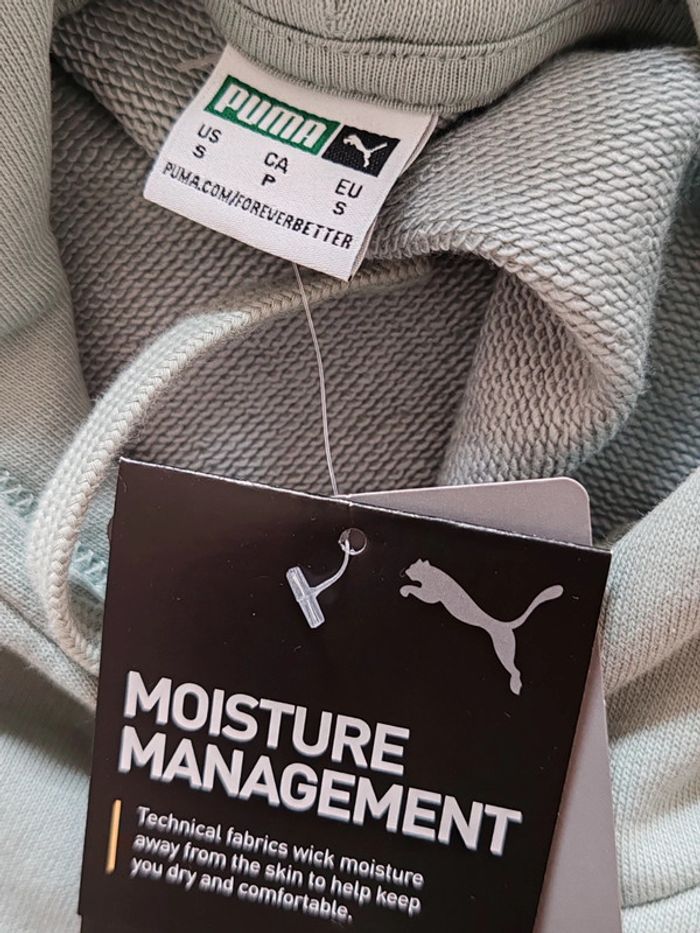 PUMA
US CA EU
S P S
PUMA.COM/FOREVERBETTER
MOISTURE
MANAGEMENT
Technical fabrics wick moisture
away from the skin to help keep
you dry and comfortable.